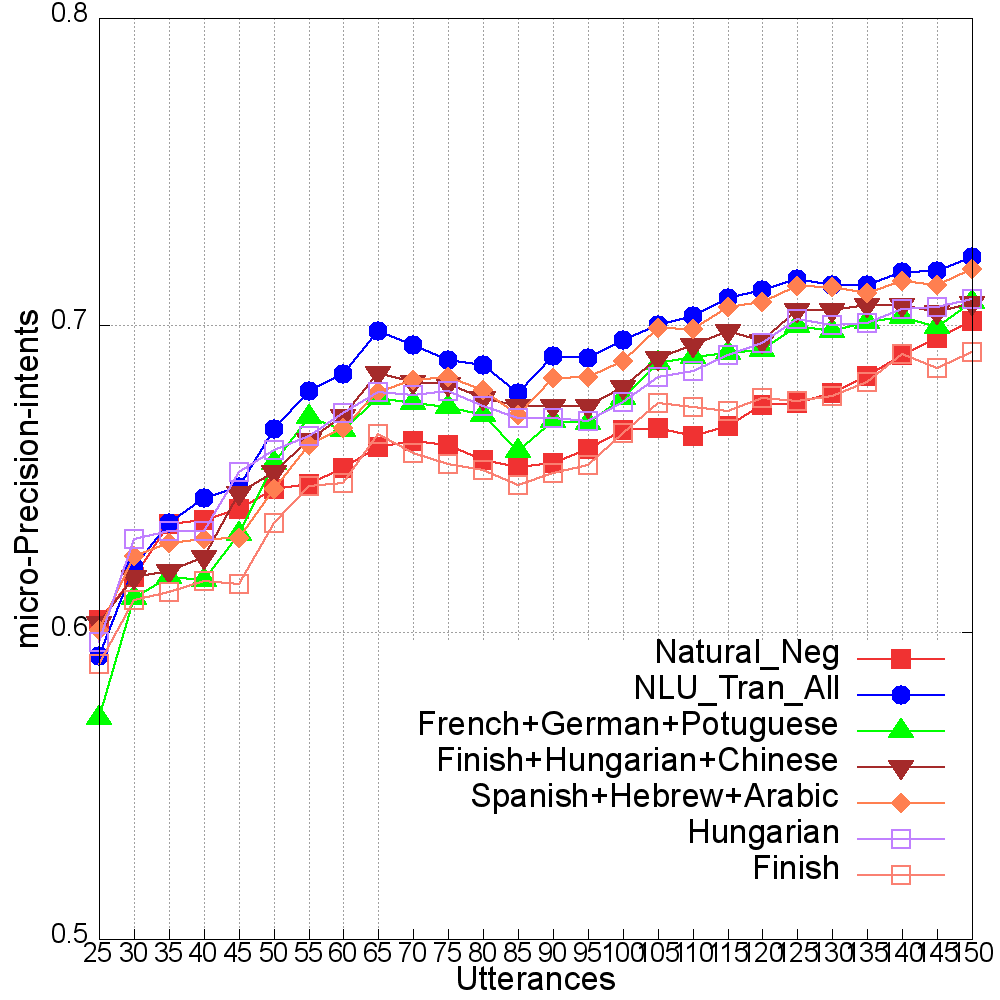 0.8
0.7
0.6
0.5
micro-Precision-intents
Natural_Neg
NLU_Tran_All
French+German+Potuguese
Finish+Hungarian+Chinese
Spanish+Hebrew+Arabic
Hungarian
Finish
25 30 35 40 45 50 55 60 65 70 75 80 85 90 95 100 105 110 115 120 125 130 135 140 145 150
Utterances